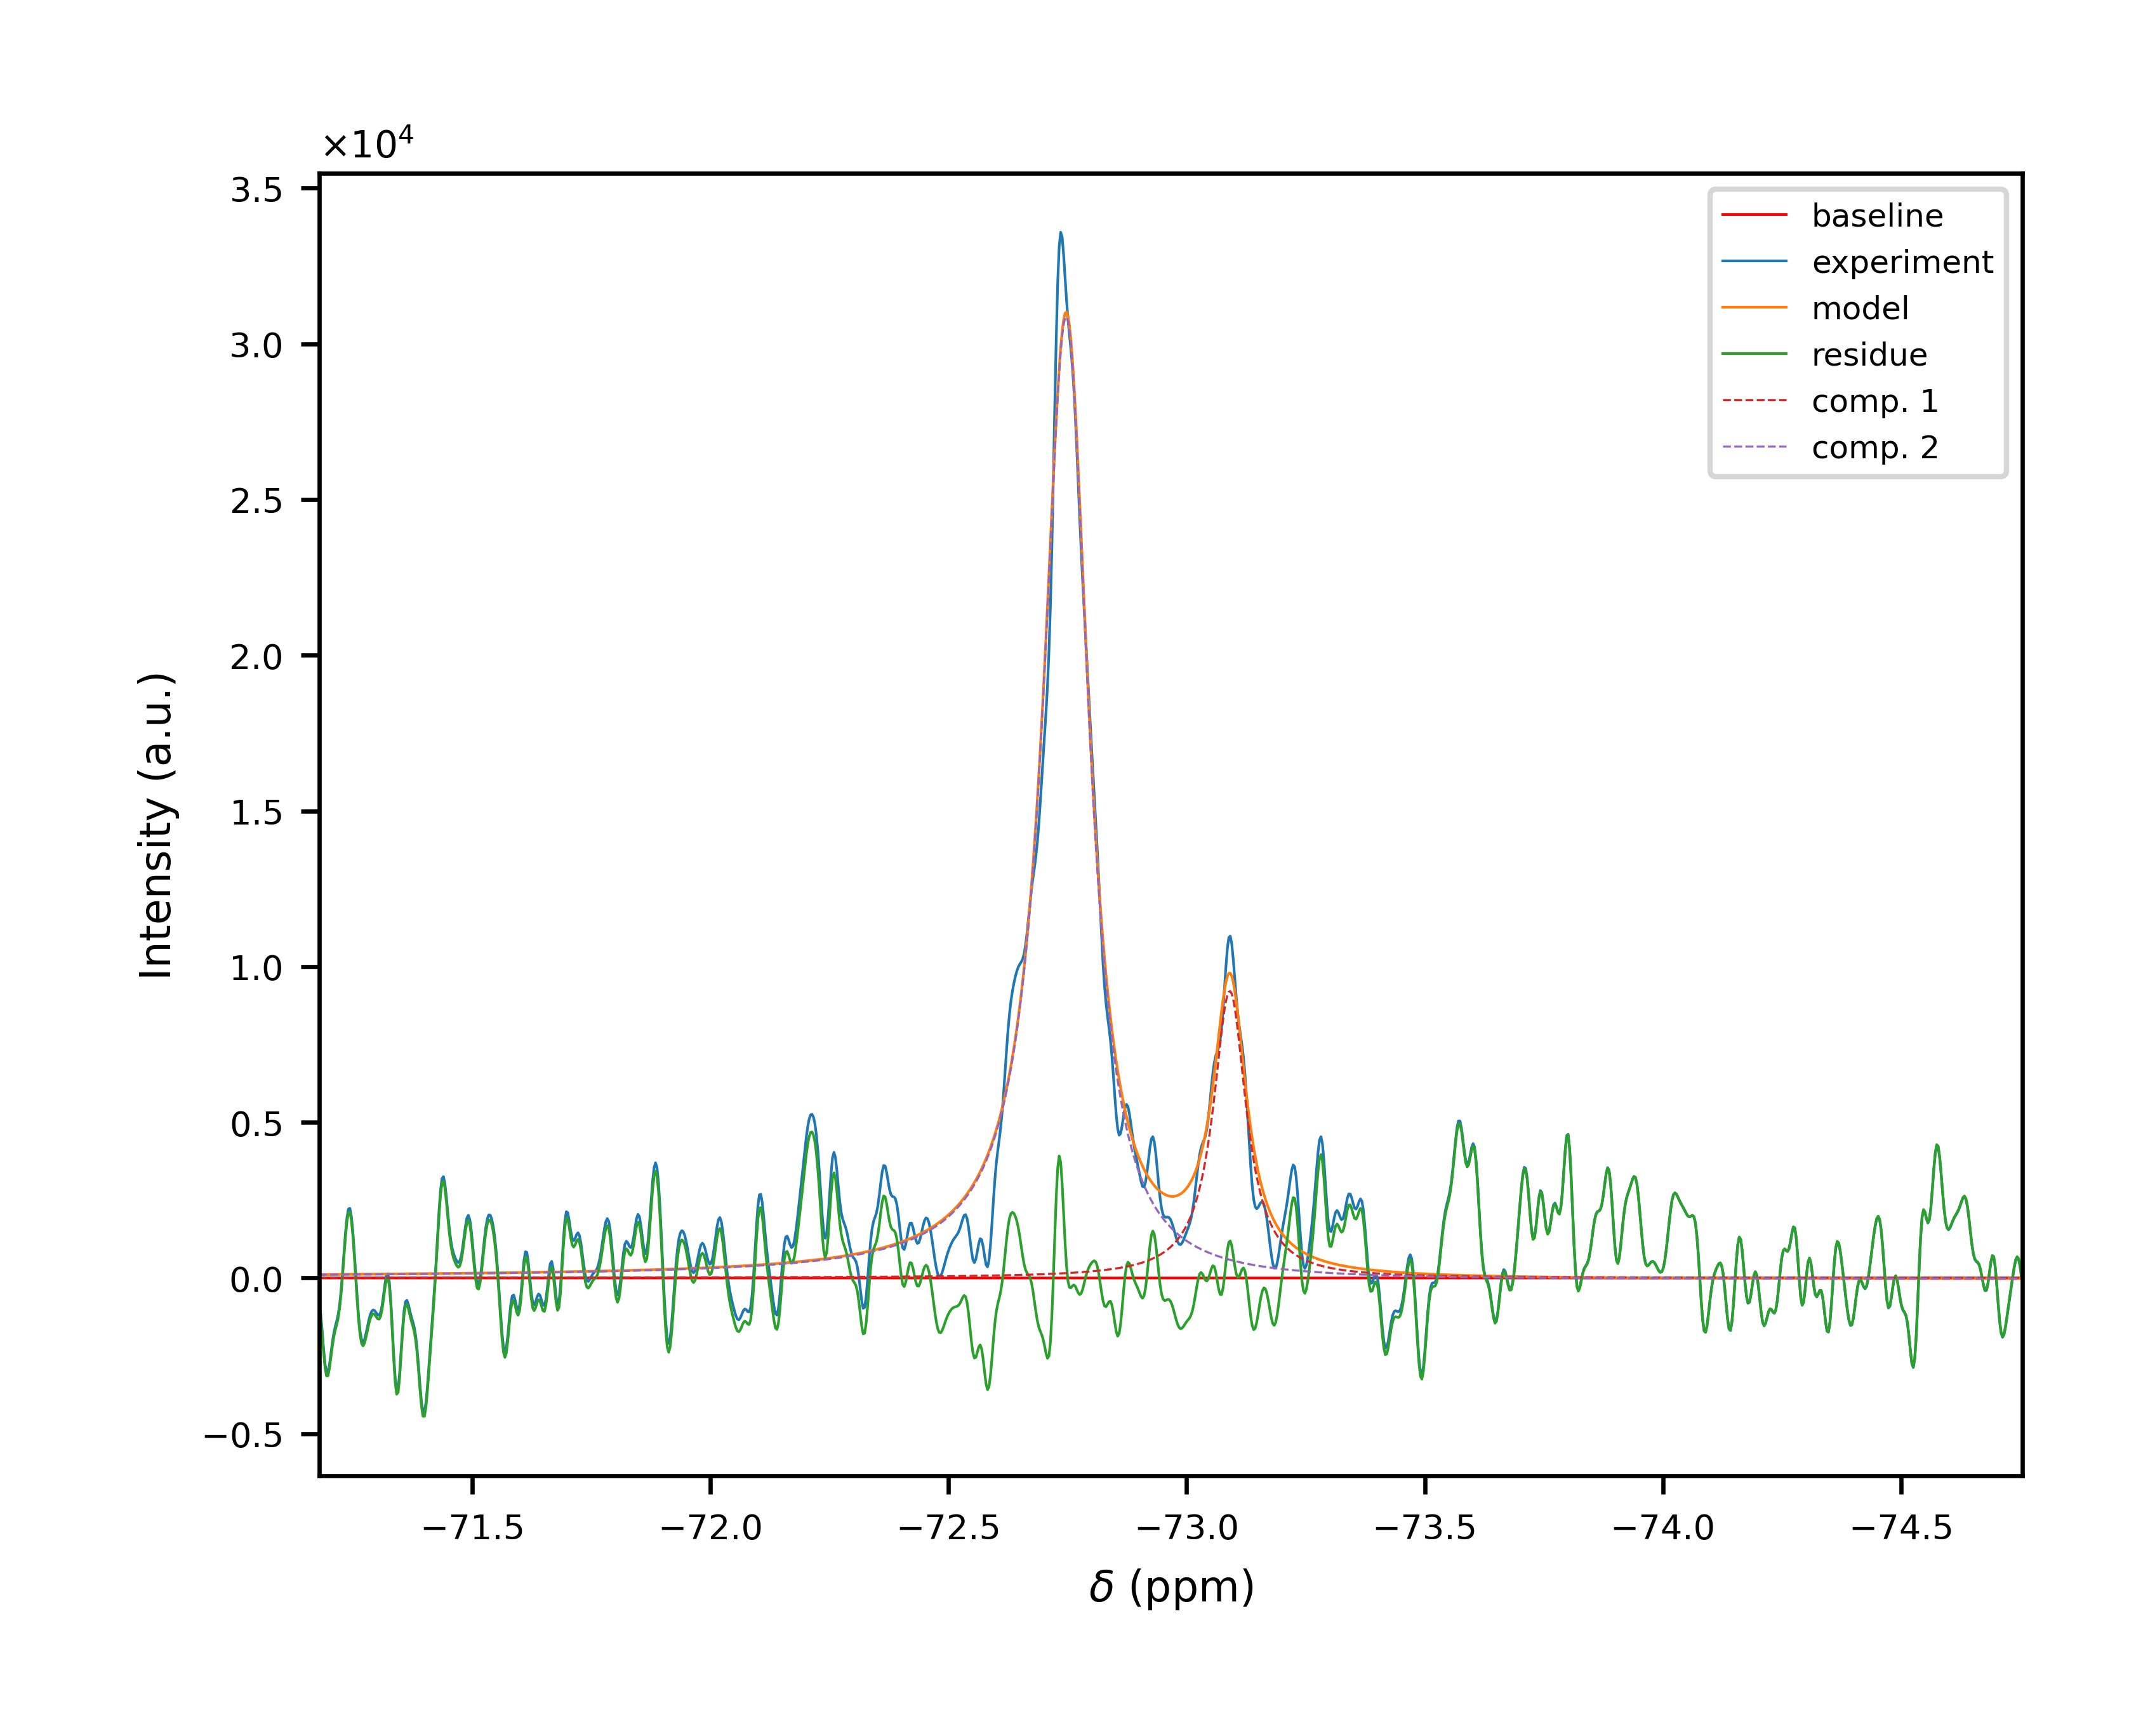 ×10⁴
3.5
3.0
2.5
2.0
1.5
1.0
0.5
0.0
−0.5
Intensity (a.u.)
baseline
experiment
model
residue
comp. 1
comp. 2
−71.5 −72.0 −72.5 −73.0 −73.5 −74.0 −74.5
δ (ppm)